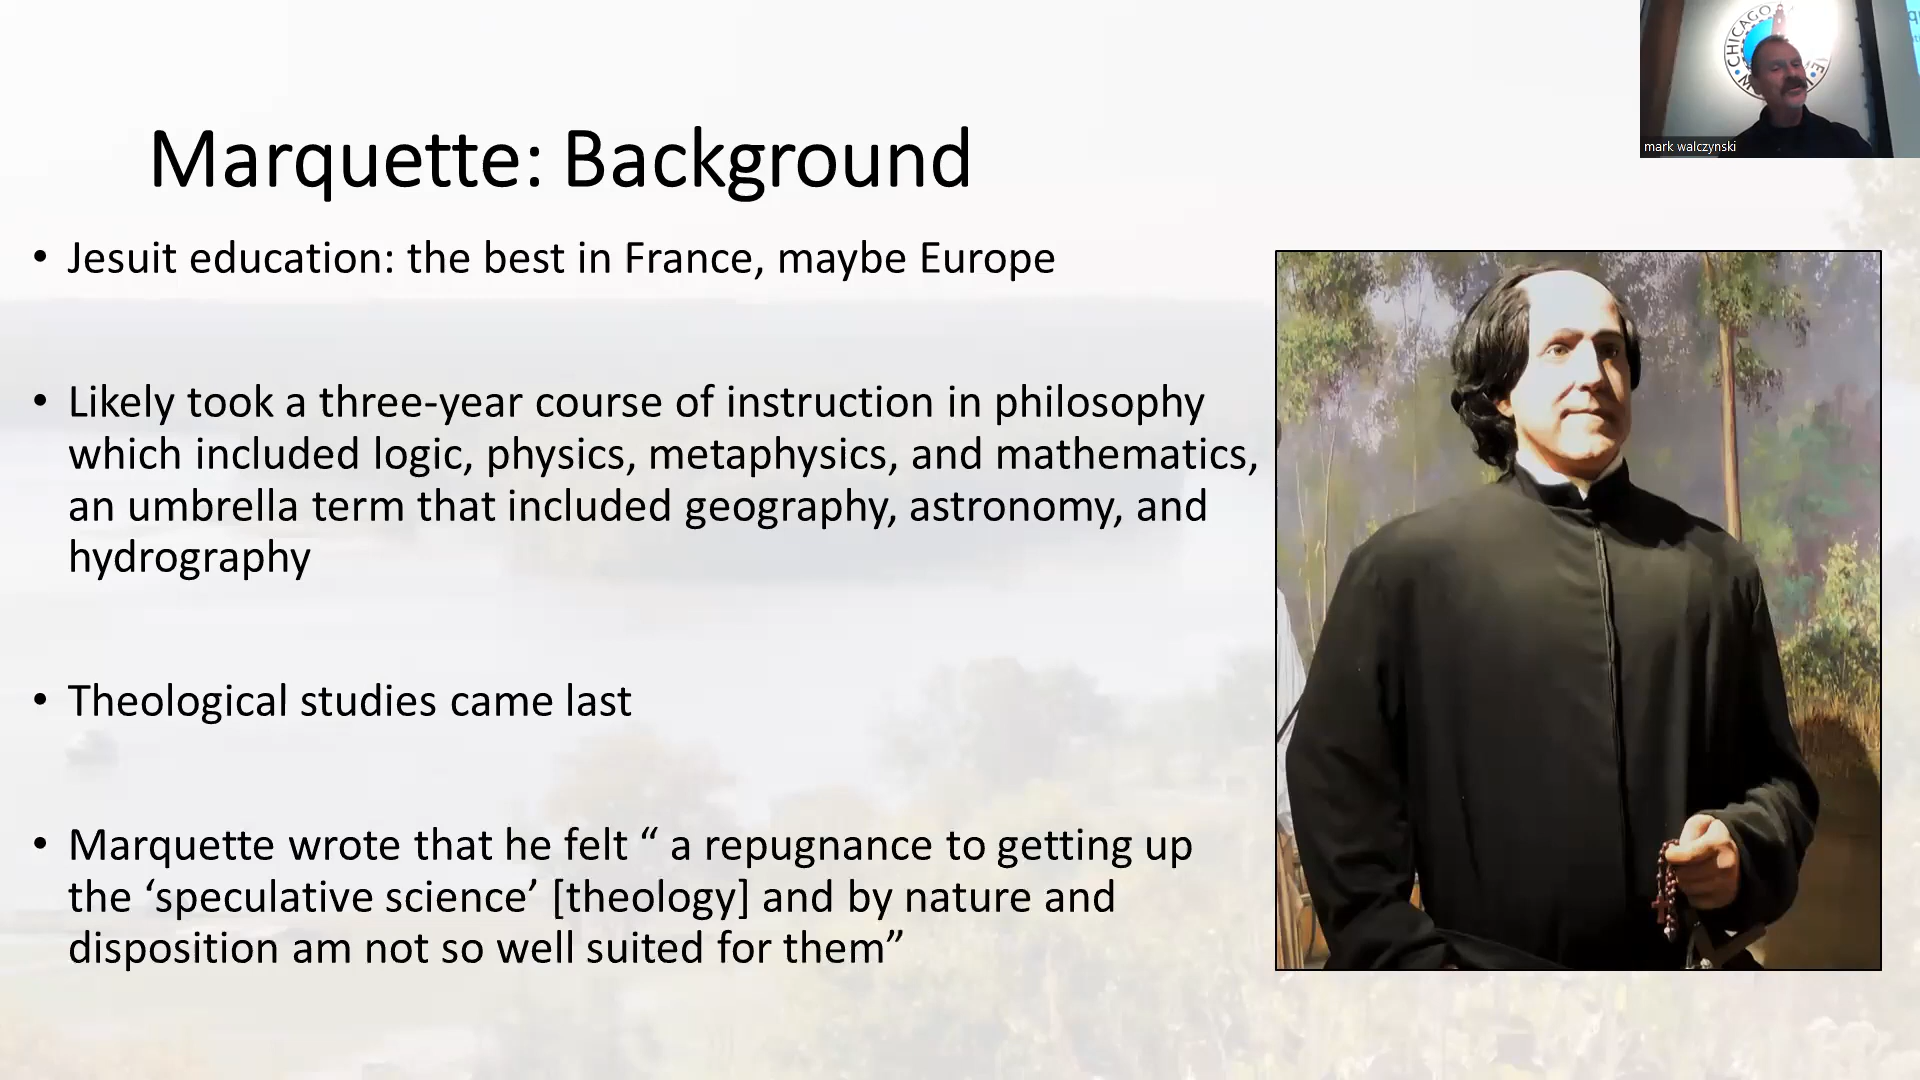 CHICAGO
mark walczynski
Marquette: Background
• Jesuit education: the best in France, maybe Europe
• Likely took a three-year course of instruction in philosophy
which included logic, physics, metaphysics, and mathematics,
an umbrella term that included geography, astronomy, and
hydrography
• Theological studies came last
• Marquette wrote that he felt “ a repugnance to getting up
the ‘speculative science’ [theology] and by nature and
disposition am not so well suited for them”